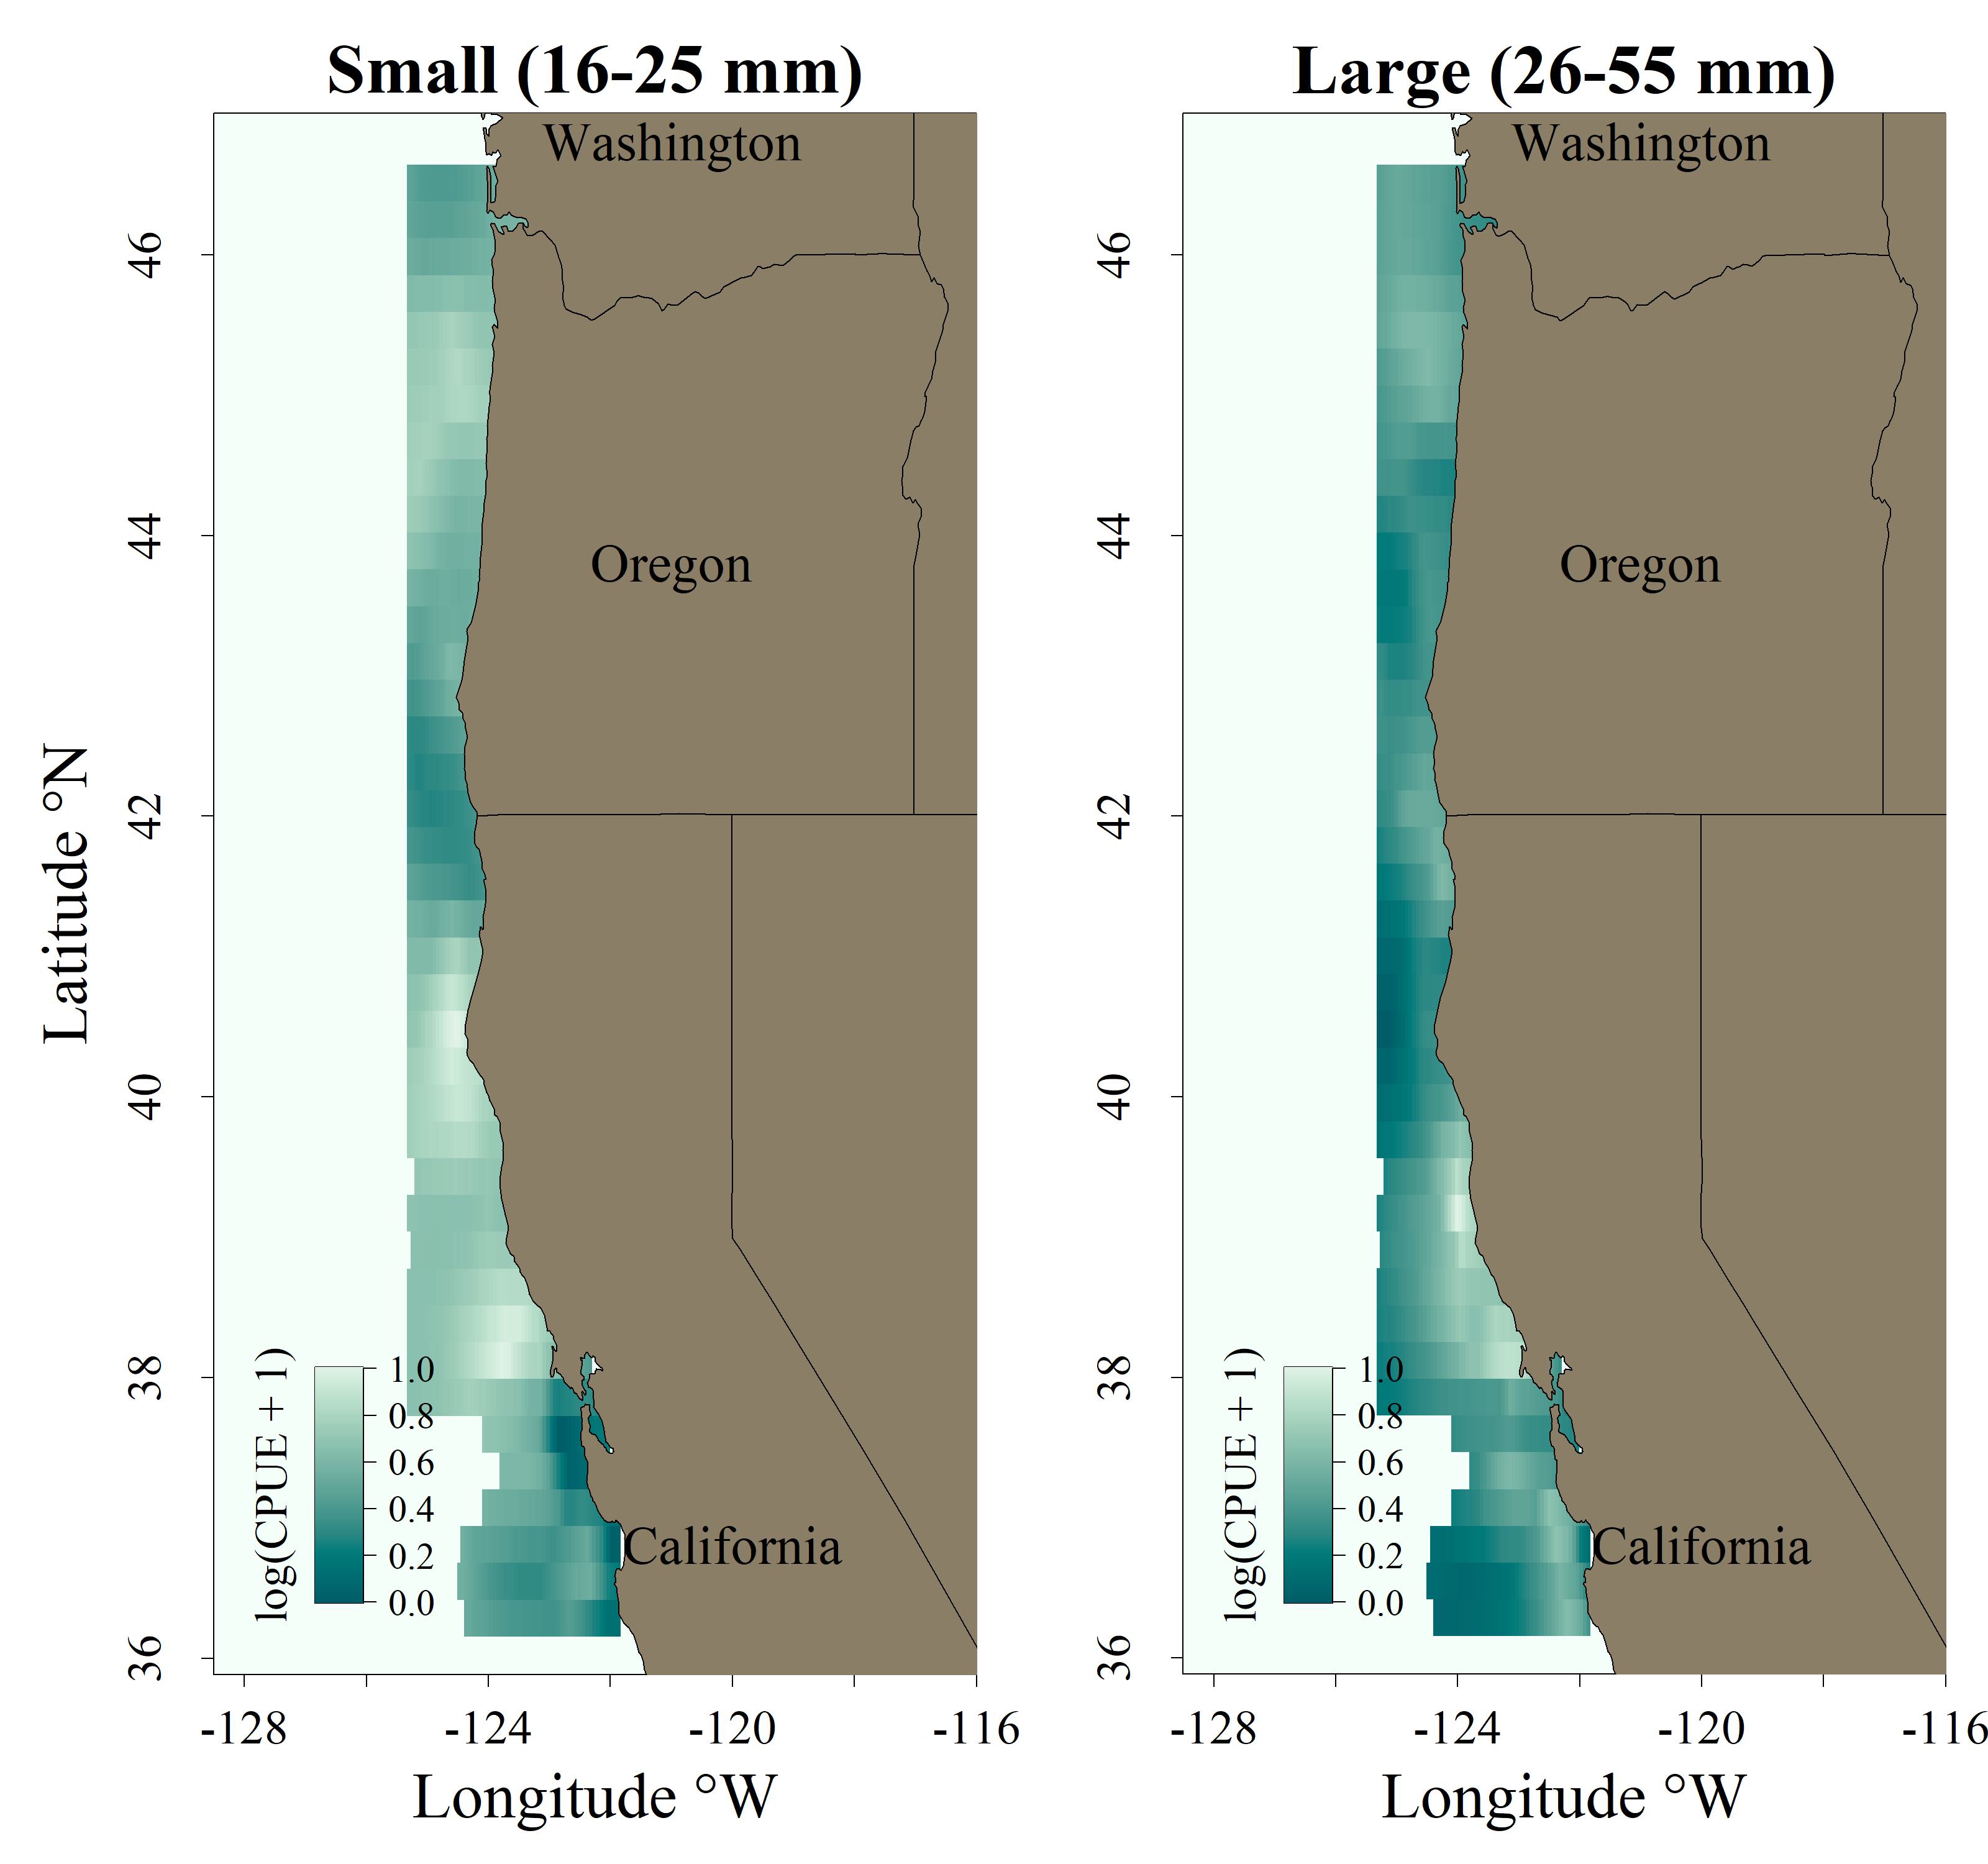 Small (16-25 mm)
Washington
Oregon
California
Latitude °N
46
44
42
40
38
36
log(CPUE + 1)
1.0
0.8
0.6
0.4
0.2
0.0
-128
-124
-120
-116
Longitude °W
Large (26-55 mm)
Washington
Oregon
California
46
44
42
40
38
36
log(CPUE + 1)
1.0
0.8
0.6
0.4
0.2
0.0
-128
-124
-120
-116
Longitude °W